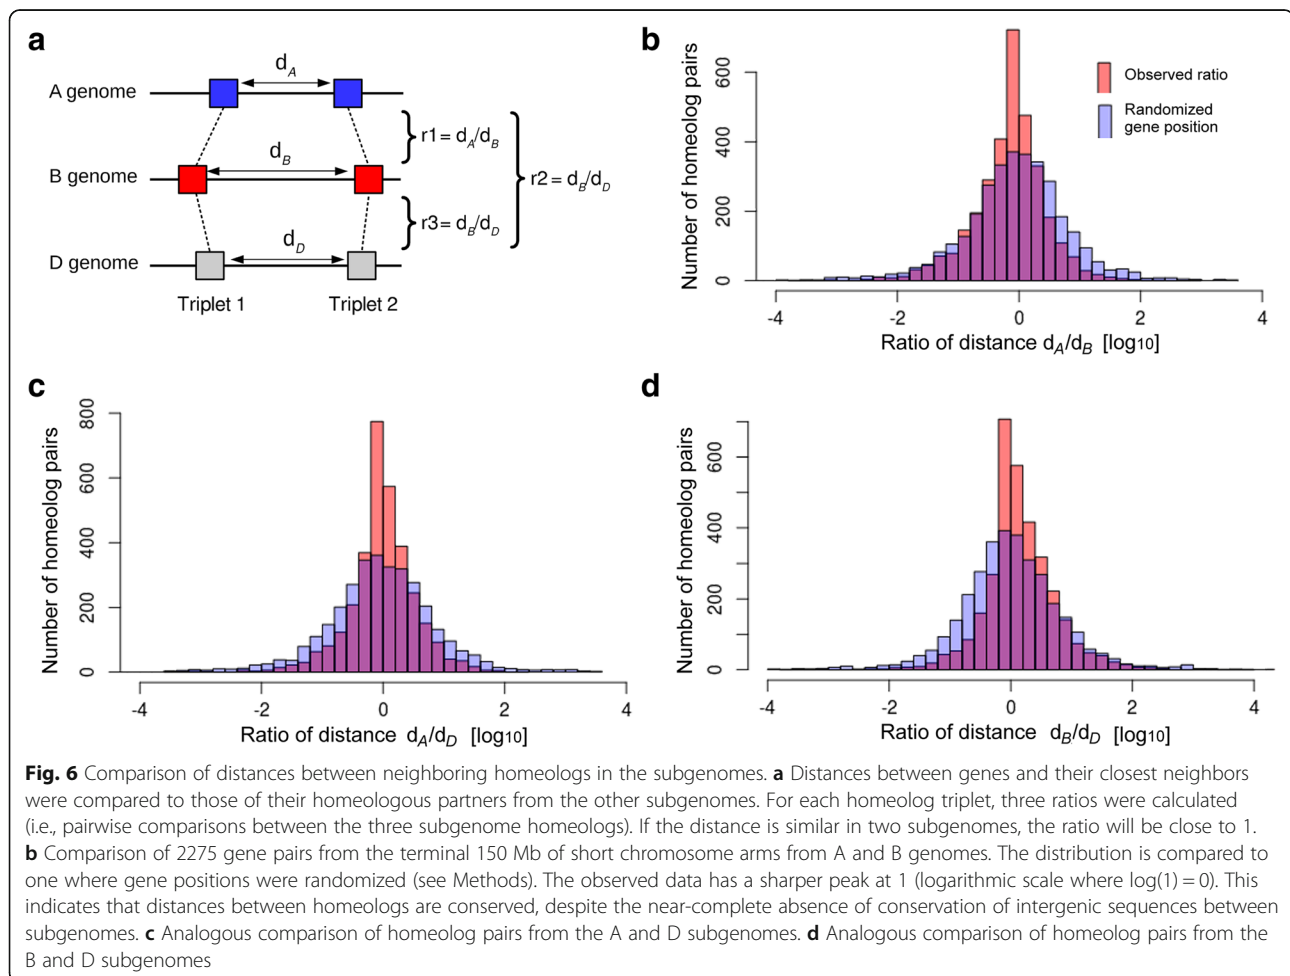 a
A genome
d_A
r1 = d_A/d_B
B genome
d_B
r2 = d_B/d_D
r3 = d_B/d_D
D genome
d_D
Triplet 1 Triplet 2
b
Number of homeolog pairs
0 200 400 600
Observed ratio
Randomized
gene position
-4 -2 0 2 4
Ratio of distance d_A/d_B [log10]
c
Number of homeolog pairs
0 200 400 600 800
-4 -2 0 2 4
Ratio of distance d_A/d_D [log10]
d
Number of homeolog pairs
0 200 400 600
-4 -2 0 2 4
Ratio of distance d_B/d_D [log10]
Fig. 6 Comparison of distances between neighboring homeologs in the subgenomes. a Distances between genes and their closest neighbors
were compared to those of their homeologous partners from the other subgenomes. For each homeolog triplet, three ratios were calculated
(i.e., pairwise comparisons between the three subgenome homeologs). If the distance is similar in two subgenomes, the ratio will be close to 1.
b Comparison of 2275 gene pairs from the terminal 150 Mb of short chromosome arms from A and B genomes. The distribution is compared to
one where gene positions were randomized (see Methods). The observed data has a sharper peak at 1 (logarithmic scale where log(1) = 0). This
indicates that distances between homeologs are conserved, despite the near-complete absence of conservation of intergenic sequences between
subgenomes. c Analogous comparison of homeolog pairs from the A and D subgenomes. d Analogous comparison of homeolog pairs from the
B and D subgenomes